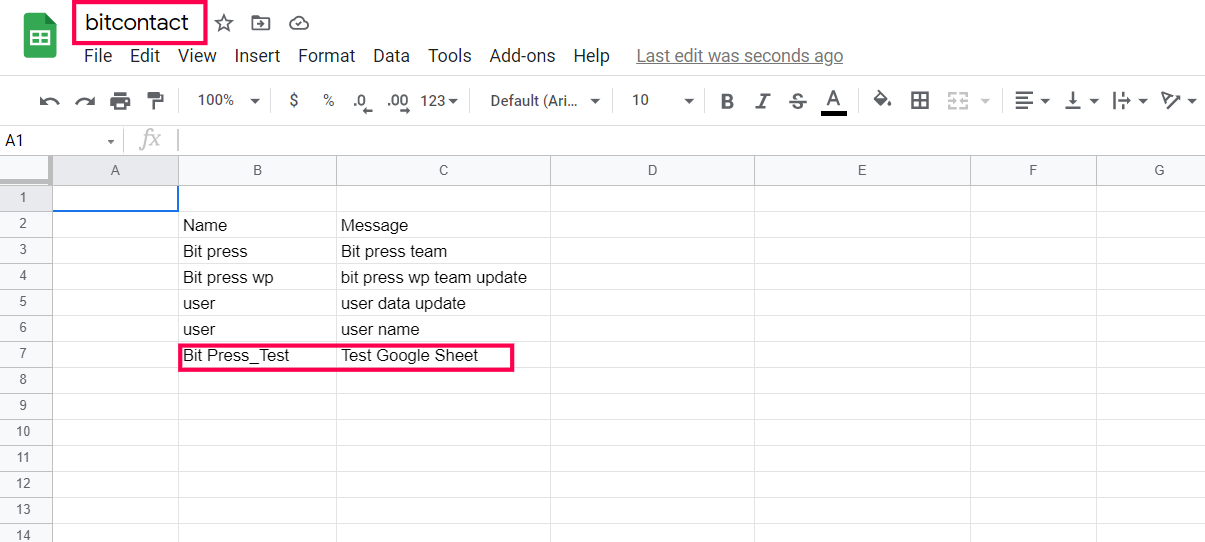 bitcontact
File Edit View Insert Format Data Tools Add-ons Help Last edit was seconds ago
100% $ % .0 .00 123 Default (Ari... 10 B I S A
A1 fx
A B C D E F G
1
2 Name Message
3 Bit press Bit press team
4 Bit press wp bit press wp team update
5 user user data update
6 user user name
7 Bit Press_Test Test Google Sheet
8
9
10
11
12
13
14